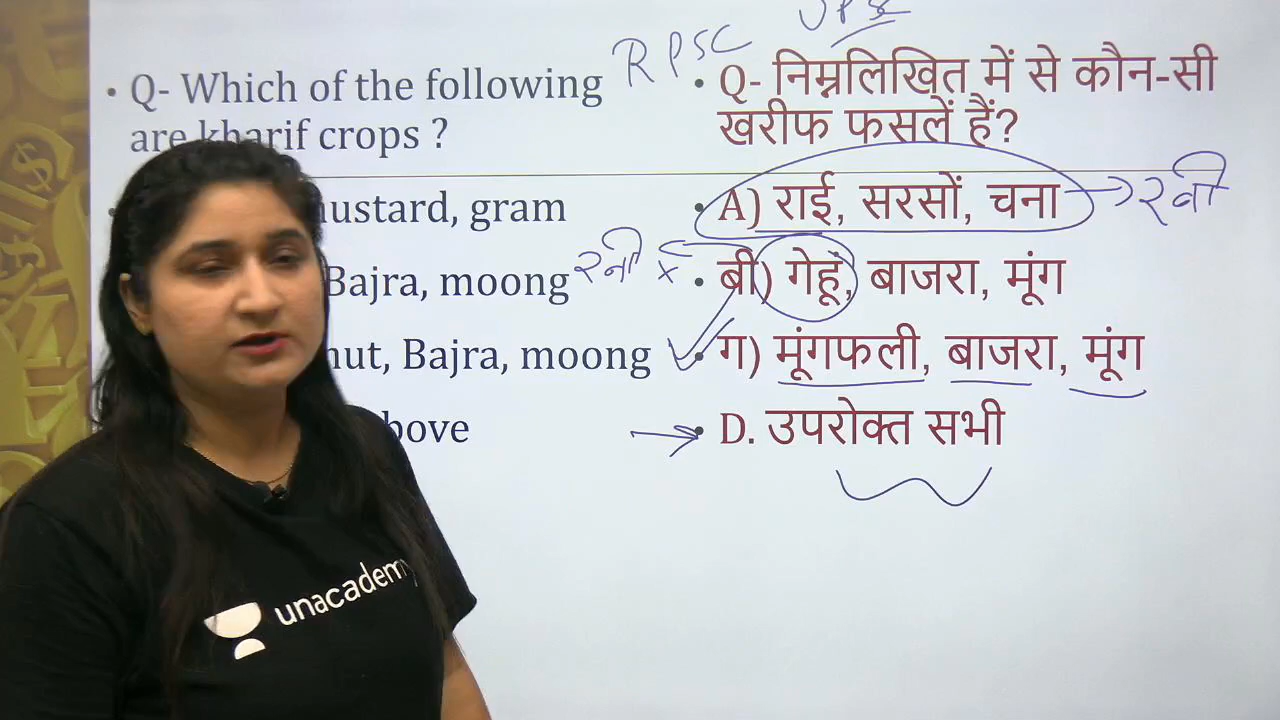 RPSC
• Q- Which of the following
are kharif crops ?
ustard, gram
Bajra, moong
nut, Bajra, moong
bove
• Q- निम्नलिखित में से कौन-सी
खरीफ फसलें हैं?
• A) राई, सरसों, चना
रबी
रबी x
• बी) गेहूं, बाजरा, मूंग
• ग) मूंगफली, बाजरा, मूंग
• D. उपरोक्त सभी
unacademy